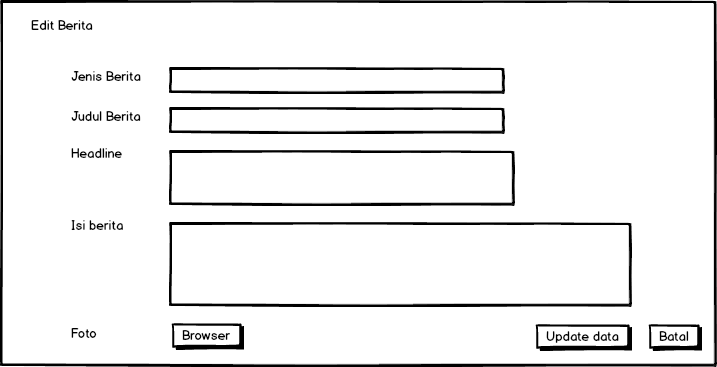 Edit Berita
Jenis Berita
Judul Berita
Headline
Isi berita
Foto
Browser
Update data
Batal